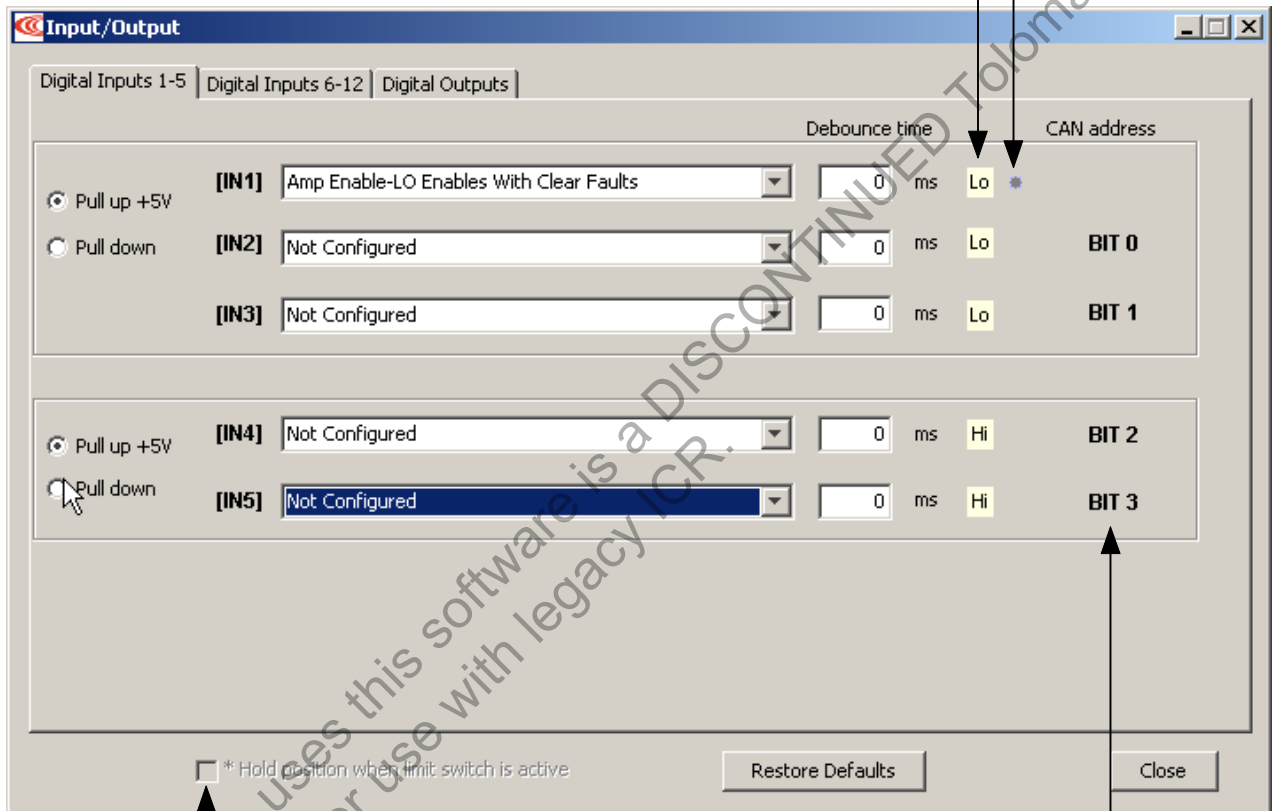 Input/Output
Digital Inputs 1-5 Digital Inputs 6-12 Digital Outputs
Debounce time CAN address
Pull up +5V
Pull down
[IN1] Amp Enable-LO Enables With Clear Faults 0 ms Lo
[IN2] Not Configured 0 ms Lo BIT 0
[IN3] Not Configured 0 ms Lo BIT 1
Pull up +5V
Pull down
[IN4] Not Configured 0 ms Hi BIT 2
[IN5] Not Configured 0 ms Hi BIT 3
* Hold position when limit switch is active
Restore Defaults
Close
uses this software is a DISCONTINUED
use with legacy ICR.